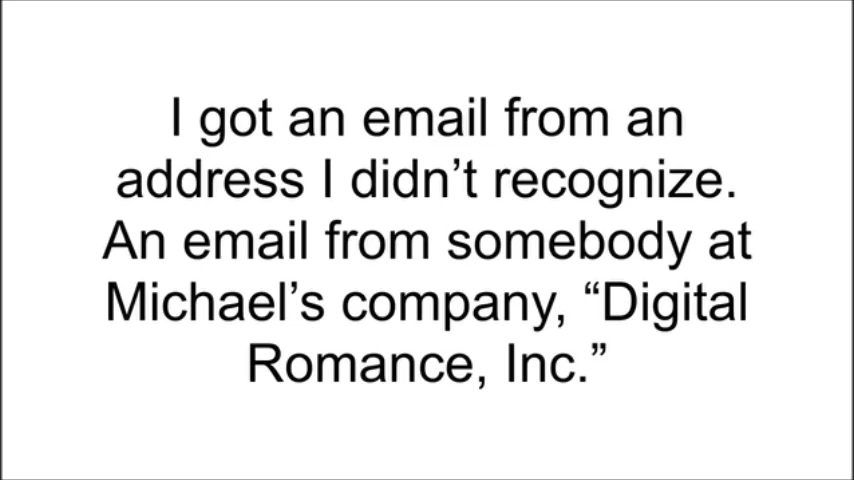 I got an email from an
address I didn’t recognize.
An email from somebody at
Michael’s company, “Digital
Romance, Inc.”